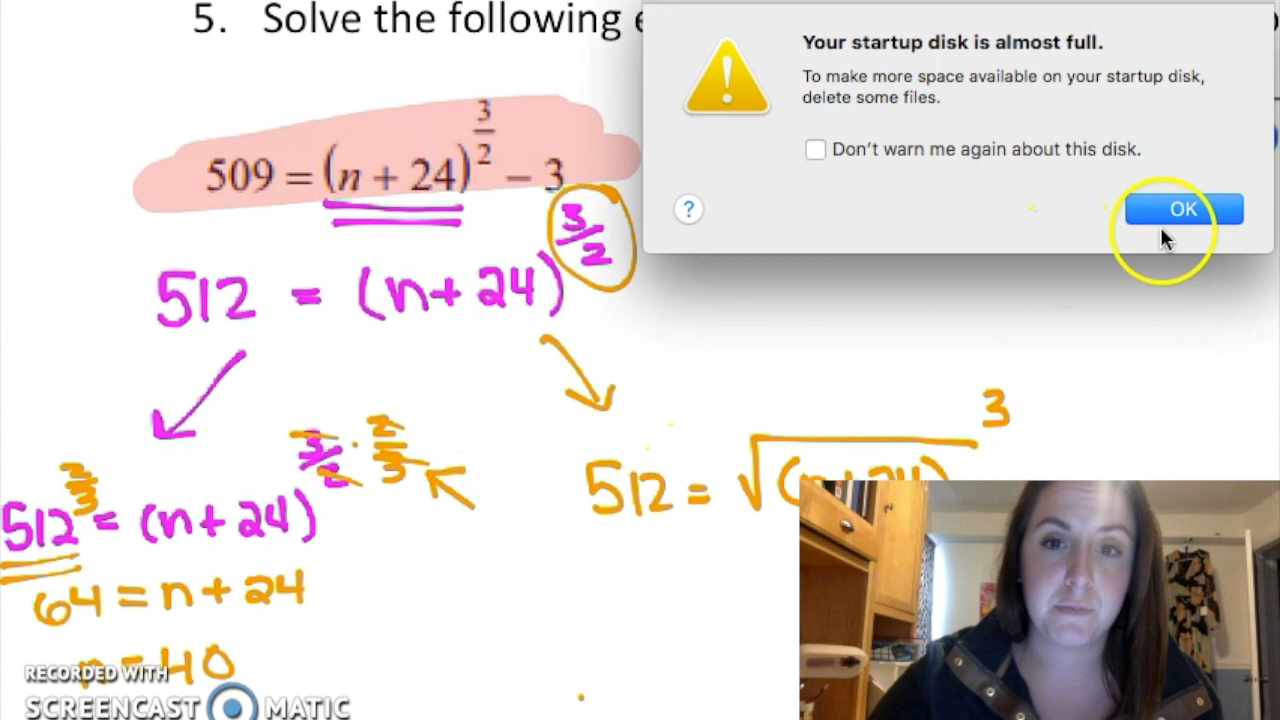 5. Solve the following
Your startup disk is almost full.
To make more space available on your startup disk,
delete some files.
Don't warn me again about this disk.
?
OK
509 = (n + 24)^(3/2) − 3
512 = (n+24)^(3/2)
512^(2/3) = (n+24)^(3/2 · 2/3)
64 = n + 24
n = 40
512 = √(n+24)^3
RECORDED WITH
SCREENCAST MATIC